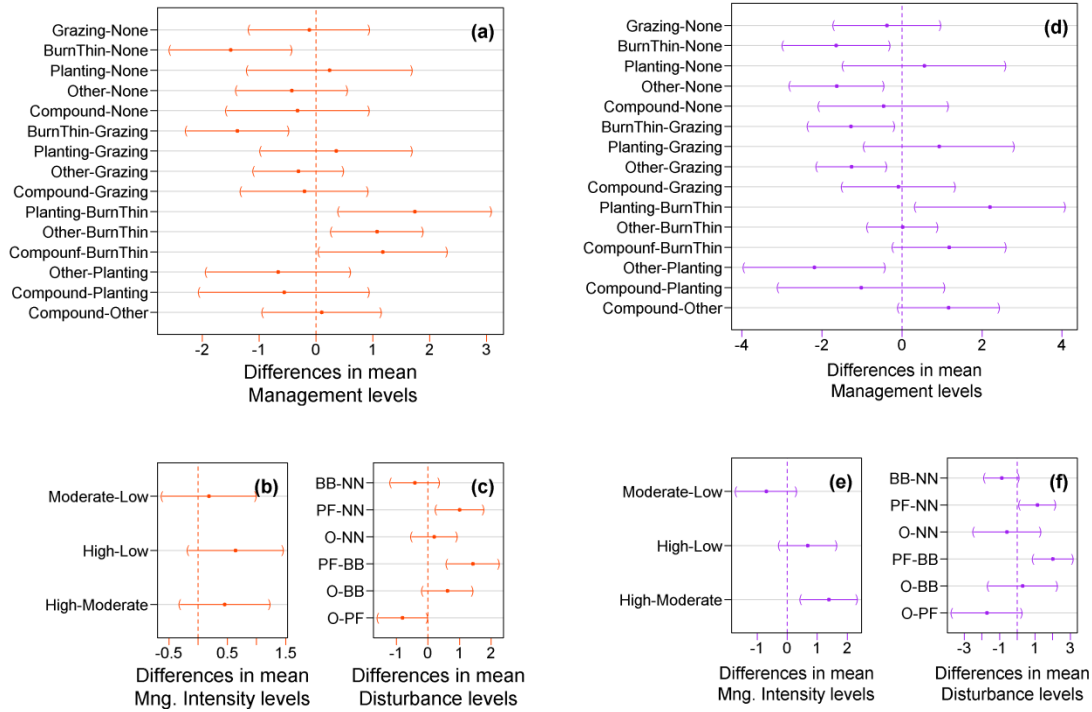 (a)
Grazing-None
BurnThin-None
Planting-None
Other-None
Compound-None
BurnThin-Grazing
Planting-Grazing
Other-Grazing
Compound-Grazing
Planting-BurnThin
Other-BurnThin
Compounf-BurnThin
Other-Planting
Compound-Planting
Compound-Other
-2 -1 0 1 2 3
Differences in mean
Management levels
(d)
Grazing-None
BurnThin-None
Planting-None
Other-None
Compound-None
BurnThin-Grazing
Planting-Grazing
Other-Grazing
Compound-Grazing
Planting-BurnThin
Other-BurnThin
Compounf-BurnThin
Other-Planting
Compound-Planting
Compound-Other
-4 -2 0 2 4
Differences in mean
Management levels
(b)
Moderate-Low
High-Low
High-Moderate
-0.5 0.5 1.5
Differences in mean
Mng. Intensity levels
(c)
BB-NN
PF-NN
O-NN
PF-BB
O-BB
O-PF
-1 0 1 2
Differences in mean
Disturbance levels
(e)
Moderate-Low
High-Low
High-Moderate
-1 0 1 2
Differences in mean
Mng. Intensity levels
(f)
BB-NN
PF-NN
O-NN
PF-BB
O-BB
O-PF
-3 -1 1 3
Differences in mean
Disturbance levels